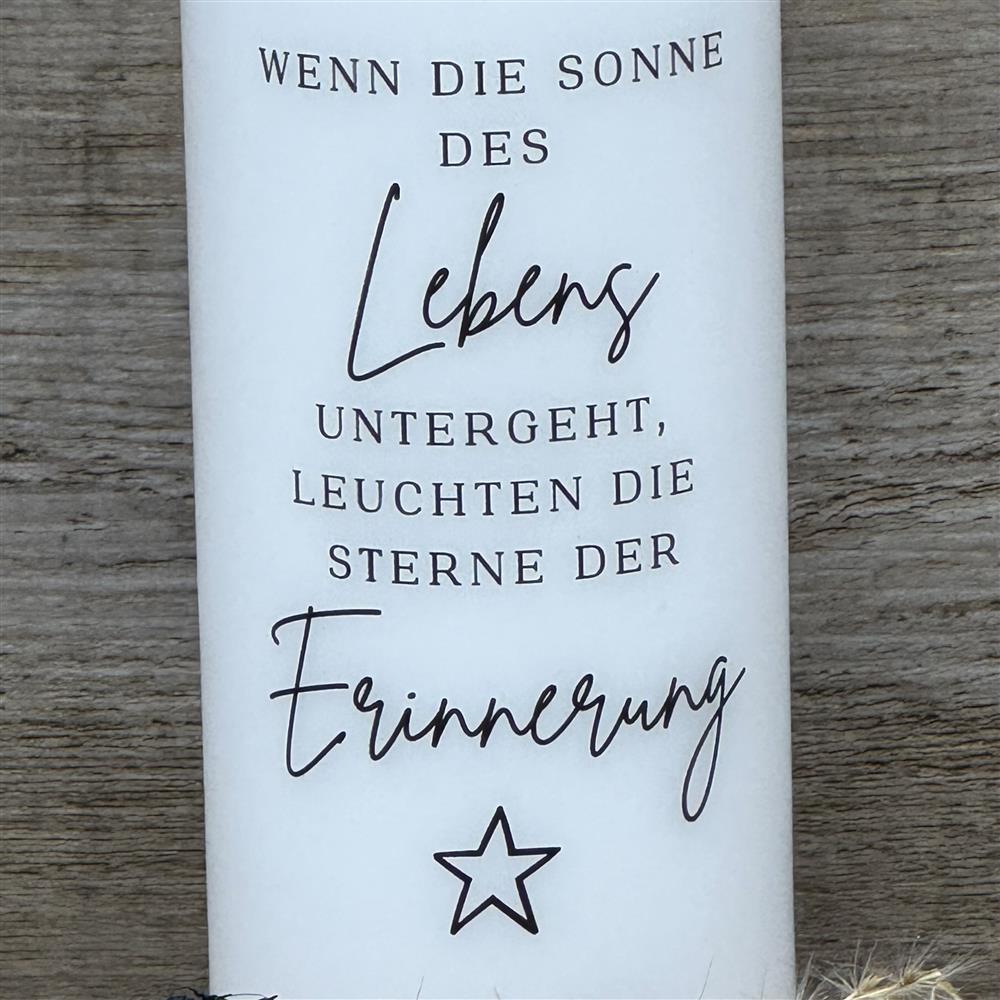 WENN DIE SONNE
DES
Lebens
UNTERGEHT,
LEUCHTEN DIE
STERNE DER
Erinnerung